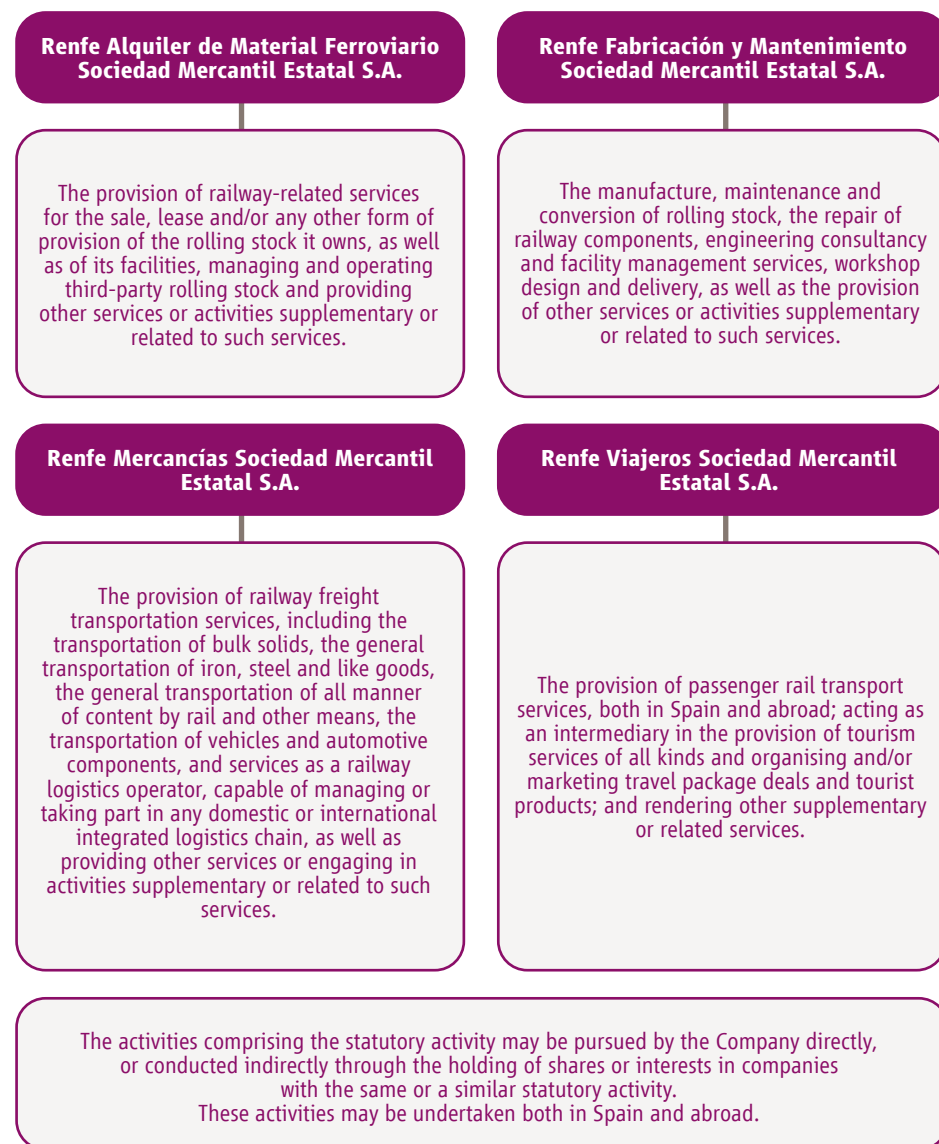 Renfe Alquiler de Material Ferroviario
Sociedad Mercantil Estatal S.A.
The provision of railway-related services
for the sale, lease and/or any other form of
provision of the rolling stock it owns, as well
as of its facilities, managing and operating
third-party rolling stock and providing
other services or activities supplementary or
related to such services.
Renfe Fabricación y Mantenimiento
Sociedad Mercantil Estatal S.A.
The manufacture, maintenance and
conversion of rolling stock, the repair of
railway components, engineering consultancy
and facility management services, workshop
design and delivery, as well as the provision
of other services or activities supplementary
or related to such services.
Renfe Mercancías Sociedad Mercantil
Estatal S.A.
The provision of railway freight
transportation services, including the
transportation of bulk solids, the general
transportation of iron, steel and like goods,
the general transportation of all manner
of content by rail and other means, the
transportation of vehicles and automotive
components, and services as a railway
logistics operator, capable of managing or
taking part in any domestic or international
integrated logistics chain, as well as
providing other services or engaging in
activities supplementary or related to such
services.
Renfe Viajeros Sociedad Mercantil
Estatal S.A.
The provision of passenger rail transport
services, both in Spain and abroad; acting as
an intermediary in the provision of tourism
services of all kinds and organising and/or
marketing travel package deals and tourist
products; and rendering other supplementary
or related services.
The activities comprising the statutory activity may be pursued by the Company directly,
or conducted indirectly through the holding of shares or interests in companies
with the same or a similar statutory activity.
These activities may be undertaken both in Spain and abroad.